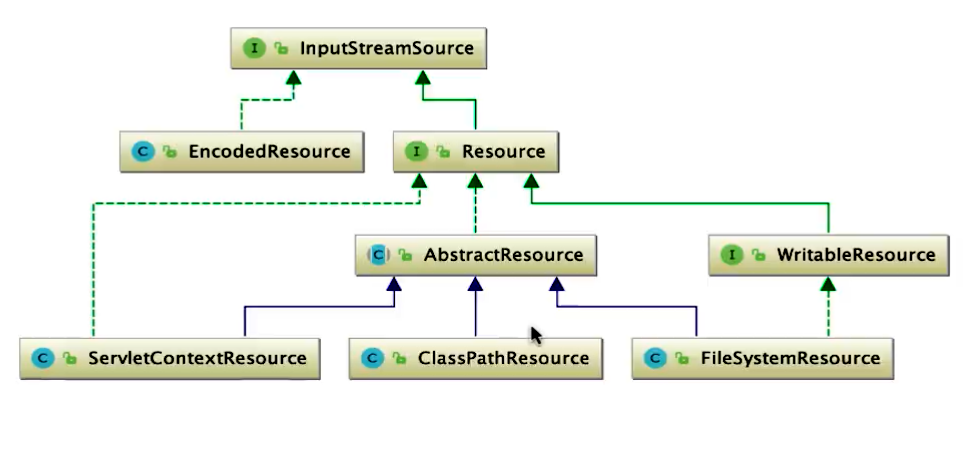 I InputStreamSource
C EncodedResource
I Resource
C AbstractResource
I WritableResource
C ServletContextResource
C ClassPathResource
C FileSystemResource